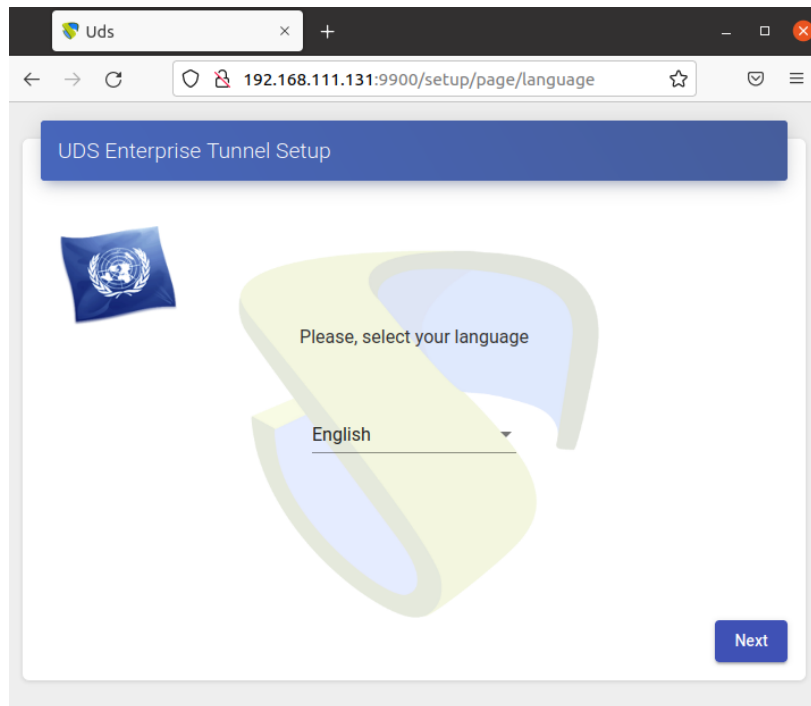 Uds
192.168.111.131:9900/setup/page/language
UDS Enterprise Tunnel Setup
Please, select your language
English
Next